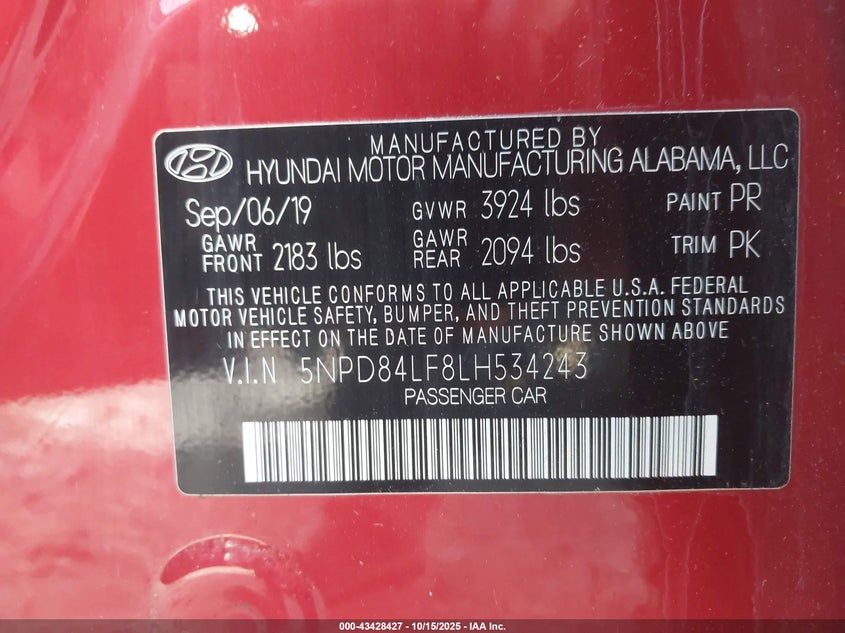 MANUFACTURED BY
HYUNDAI MOTOR MANUFACTURING ALABAMA, LLC
Sep/06/19 GVWR 3924 lbs PAINT PR
GAWR FRONT 2183 lbs GAWR REAR 2094 lbs TRIM PK
THIS VEHICLE CONFORMS TO ALL APPLICABLE U.S.A. FEDERAL
MOTOR VEHICLE SAFETY, BUMPER, AND THEFT PREVENTION STANDARDS
IN EFFECT ON THE DATE OF MANUFACTURE SHOWN ABOVE
V.I.N 5NPD84LF8LH534243
PASSENGER CAR
000-43428427 - 10/15/2025 - IAA Inc.